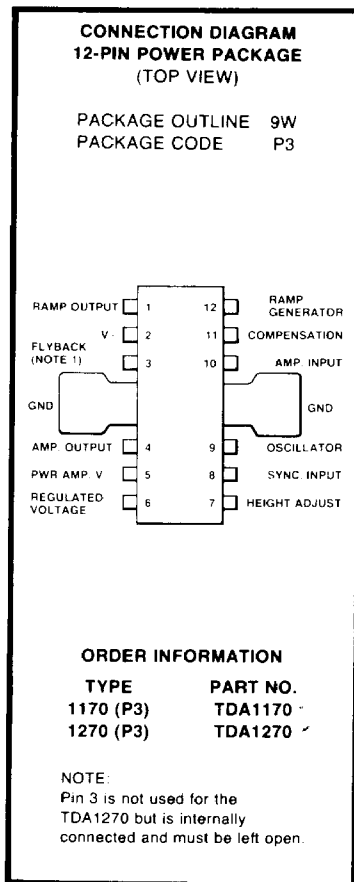 CONNECTION DIAGRAM
12-PIN POWER PACKAGE
(TOP VIEW)
PACKAGE OUTLINE 9W
PACKAGE CODE P3
RAMP OUTPUT 1
V- 2
FLYBACK
(NOTE 1) 3
GND
AMP. OUTPUT 4
PWR AMP. V 5
REGULATED
VOLTAGE 6
12 RAMP
GENERATOR
11 COMPENSATION
10 AMP. INPUT
GND
9 OSCILLATOR
8 SYNC. INPUT
7 HEIGHT ADJUST
ORDER INFORMATION
TYPE PART NO.
1170 (P3) TDA1170
1270 (P3) TDA1270
NOTE:
Pin 3 is not used for the
TDA1270 but is internally
connected and must be left open.